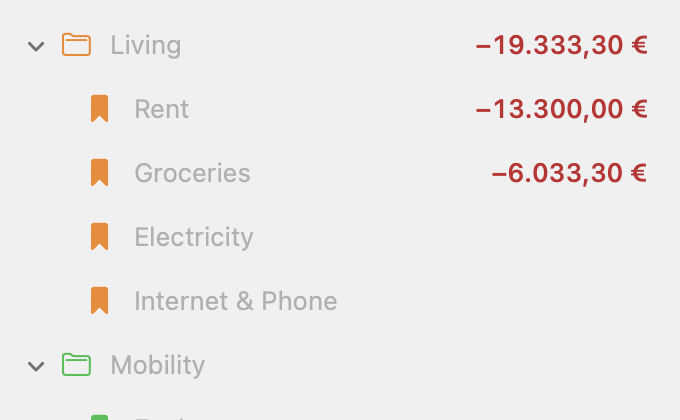 Living −19.333,30 €
Rent −13.300,00 €
Groceries −6.033,30 €
Electricity
Internet & Phone
Mobility